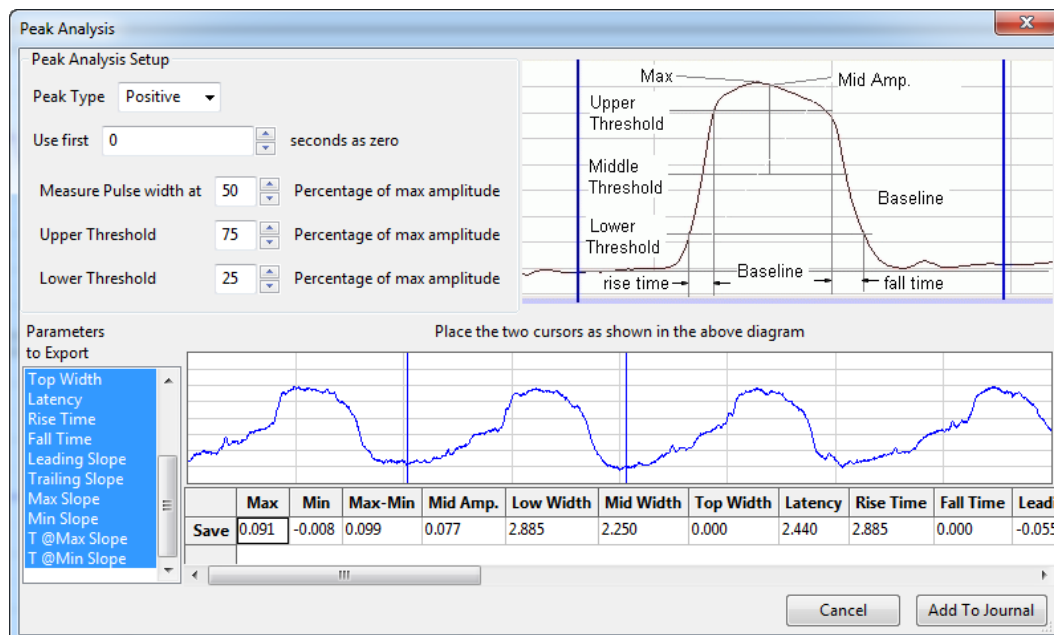 Peak Analysis
X
Peak Analysis Setup
Peak Type Positive
Use first 0 seconds as zero
Measure Pulse width at 50 Percentage of max amplitude
Upper Threshold 75 Percentage of max amplitude
Lower Threshold 25 Percentage of max amplitude
Max
Mid Amp.
Upper
Threshold
Middle
Threshold
Baseline
Lower
Threshold
Baseline
rise time
fall time
Parameters
to Export
Place the two cursors as shown in the above diagram
Top Width
Latency
Rise Time
Fall Time
Leading Slope
Trailing Slope
Max Slope
Min Slope
T @Max Slope
T @Min Slope
Max Min Max-Min Mid Amp. Low Width Mid Width Top Width Latency Rise Time Fall Time Leadi
Save 0.091 -0.008 0.099 0.077 2.885 2.250 0.000 2.440 2.885 0.000 -0.055
Cancel Add To Journal